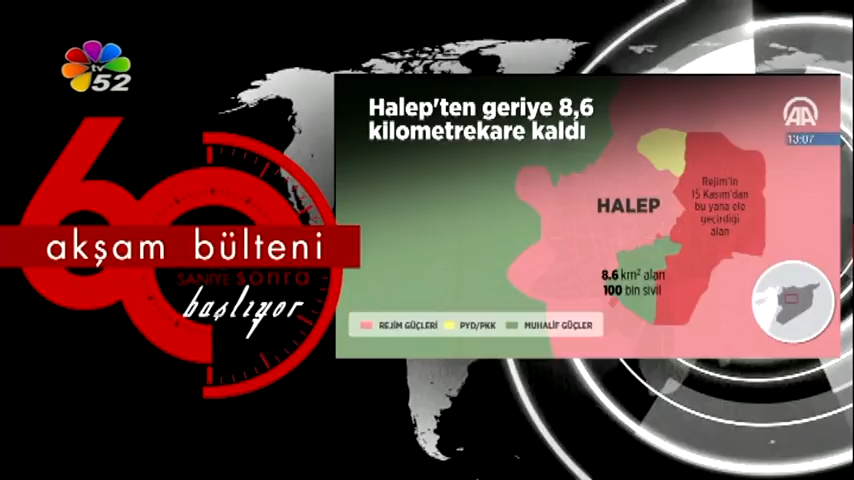 tv
52
Halep'ten geriye 8,6
kilometrekare kaldı
AA
13:07
60
akşam bülteni
SANİYE sonra
başlıyor
HALEP
Rejim'in
15 Kasım'dan
bu yana ele
geçirdiği
alan
8.6 km² alan
100 bin sivil
REJİM GÜÇLERİ
PYD/PKK
MUHALİF GÜÇLER